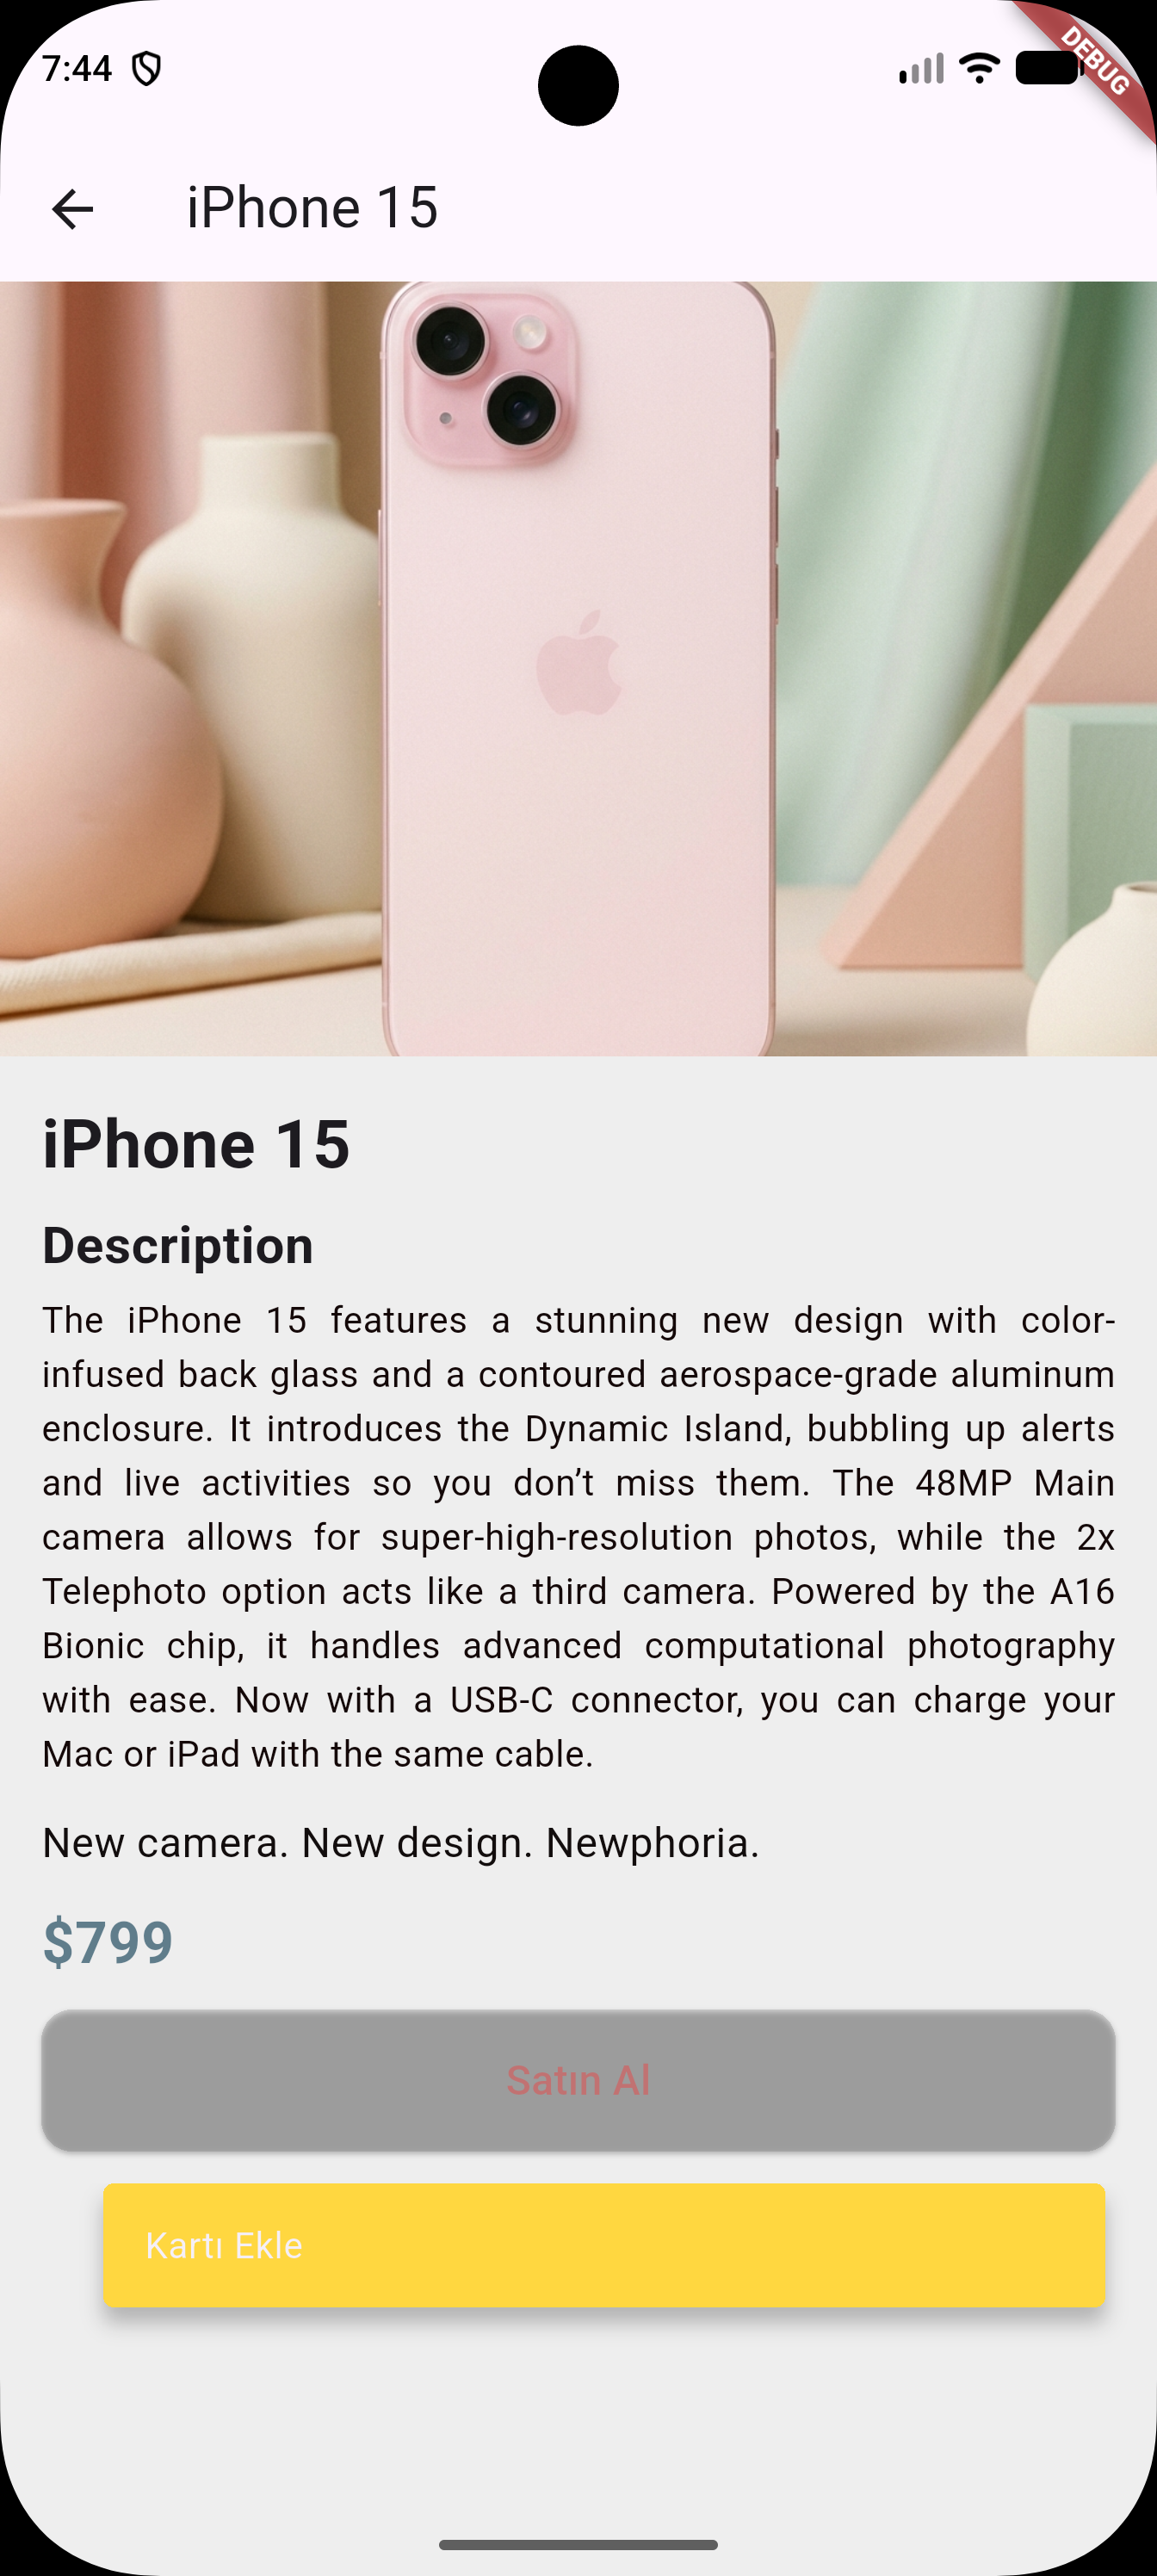 7:44
DEBUG
iPhone 15
iPhone 15
Description
The iPhone 15 features a stunning new design with color-
infused back glass and a contoured aerospace-grade aluminum
enclosure. It introduces the Dynamic Island, bubbling up alerts
and live activities so you don’t miss them. The 48MP Main
camera allows for super-high-resolution photos, while the 2x
Telephoto option acts like a third camera. Powered by the A16
Bionic chip, it handles advanced computational photography
with ease. Now with a USB-C connector, you can charge your
Mac or iPad with the same cable.
New camera. New design. Newphoria.
$799
Satın Al
Kartı Ekle